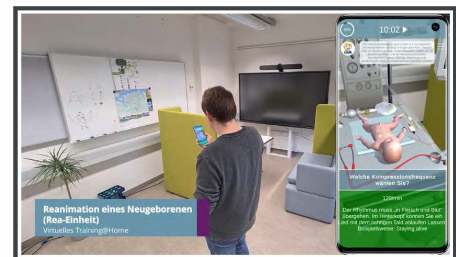 10:02
Welche Kompressionsfrequenz
wählen Sie?
120/min
Der Rhythmus muss „in Fleisch und Blut"
übergehen. Im Hinterkopf können Sie ein
Lied mit dem richtigen Takt ablaufen Lassen
Beispielsweise: Staying alive
Reanimation eines Neugeborenen
(Rea-Einheit)
Virtuelles Training@Home